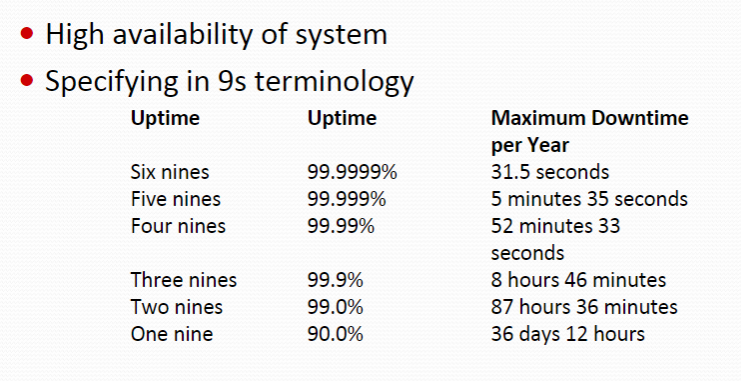 High availability of system
Specifying in 9s terminology
Uptime Uptime Maximum Downtime
per Year
Six nines 99.9999% 31.5 seconds
Five nines 99.999% 5 minutes 35 seconds
Four nines 99.99% 52 minutes 33
seconds
Three nines 99.9% 8 hours 46 minutes
Two nines 99.0% 87 hours 36 minutes
One nine 90.0% 36 days 12 hours